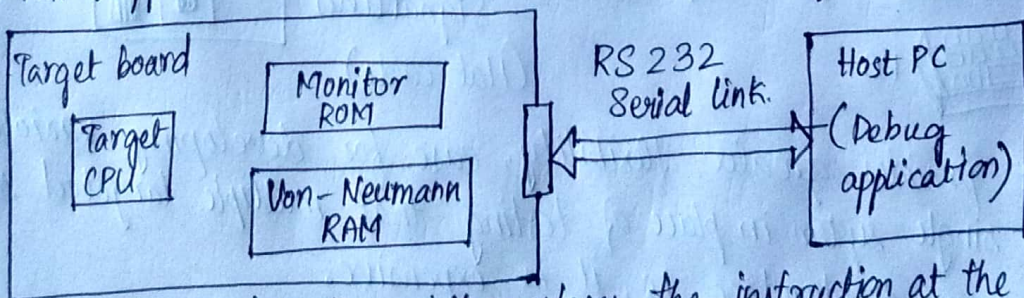 Target board
Target
CPU
Monitor
ROM
Von-Neumann
RAM
RS 232
Serial link.
Host PC
(Debug
application)
the instruction at the